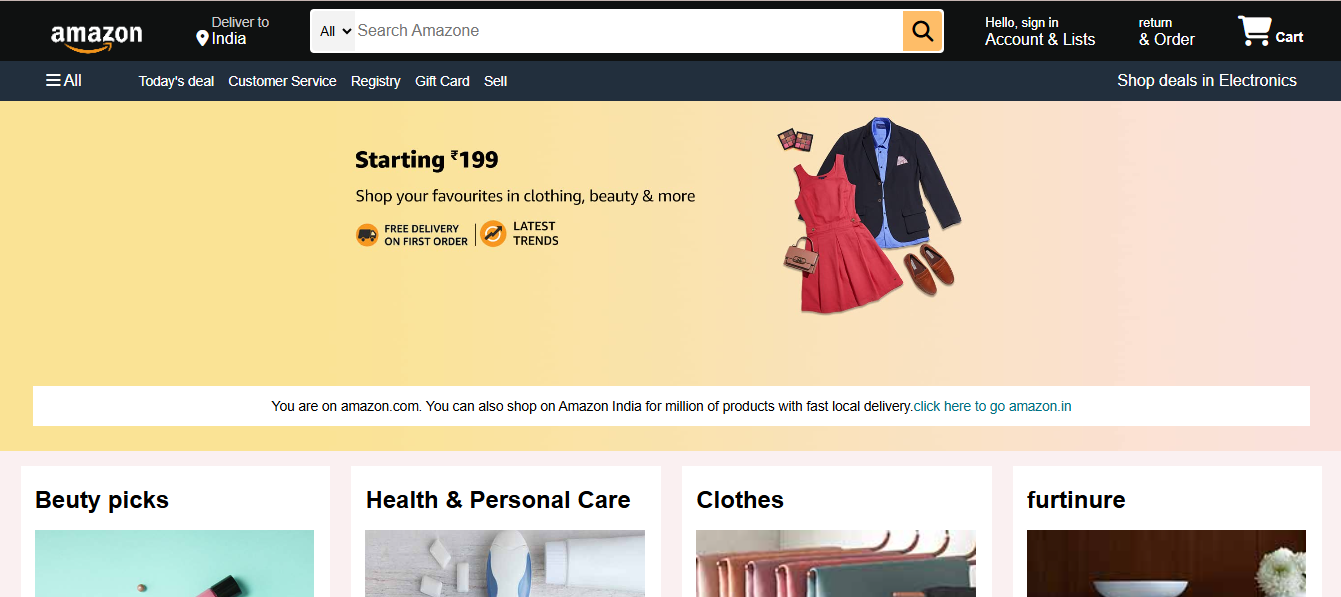 amazon
Deliver to
India
All
Search Amazone
Hello, sign in
Account & Lists
return
& Order
Cart
All
Today's deal
Customer Service
Registry
Gift Card
Sell
Shop deals in Electronics
Starting ₹199
Shop your favourites in clothing, beauty & more
FREE DELIVERY
ON FIRST ORDER
LATEST
TRENDS
You are on amazon.com. You can also shop on Amazon India for million of products with fast local delivery.click here to go amazon.in
Beuty picks
Health & Personal Care
Clothes
furtinure